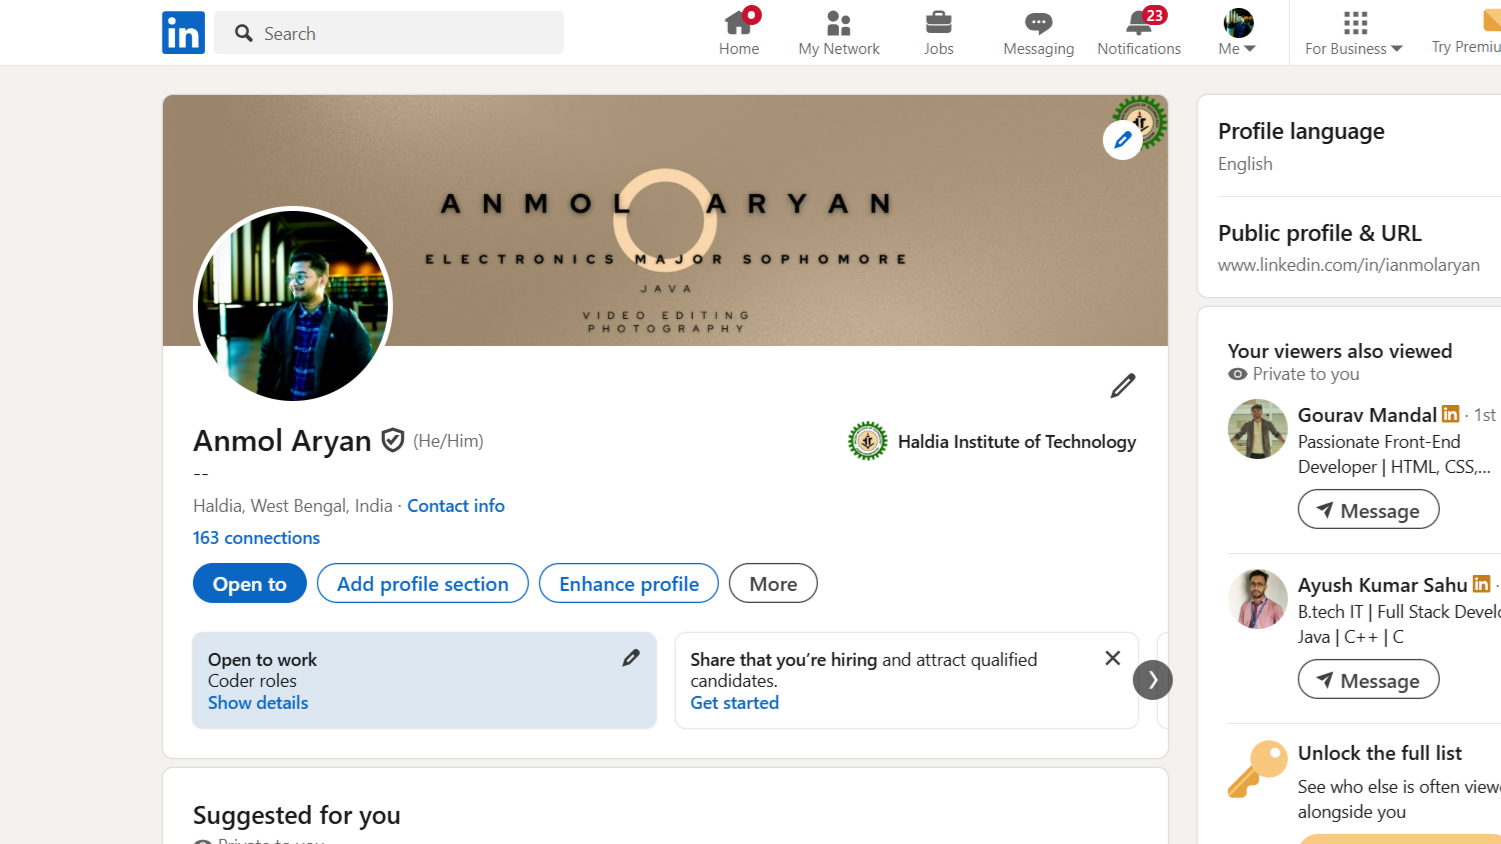 in
Search
Home
My Network
Jobs
Messaging
23
Notifications
Me
For Business
Try Premiu
ANMOL ARYAN
ELECTRONICS MAJOR SOPHOMORE
JAVA
VIDEO EDITING
PHOTOGRAPHY
Anmol Aryan (He/Him)
--
Haldia, West Bengal, India · Contact info
163 connections
Haldia Institute of Technology
Open to
Add profile section
Enhance profile
More
Open to work
Coder roles
Show details
Share that you’re hiring and attract qualified
candidates.
Get started
Suggested for you
Private to you
Profile language
English
Public profile & URL
www.linkedin.com/in/ianmolaryan
Your viewers also viewed
Private to you
Gourav Mandal in · 1st
Passionate Front-End
Developer | HTML, CSS,...
Message
Ayush Kumar Sahu in ·
B.tech IT | Full Stack Develo
Java | C++ | C
Message
Unlock the full list
See who else is often viewe
alongside you